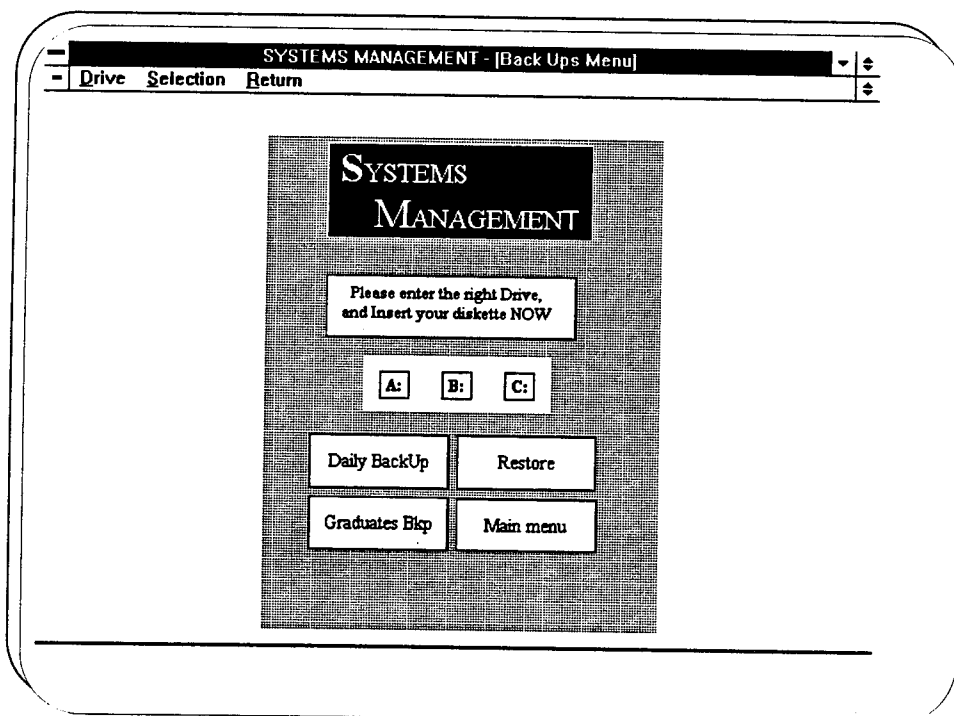 SYSTEMS MANAGEMENT - [Back Ups Menu]
Drive Selection Return
SYSTEMS
MANAGEMENT
Please enter the right Drive,
and Insert your diskette NOW
A: B: C:
Daily BackUp Restore
Graduates Bkp Main menu